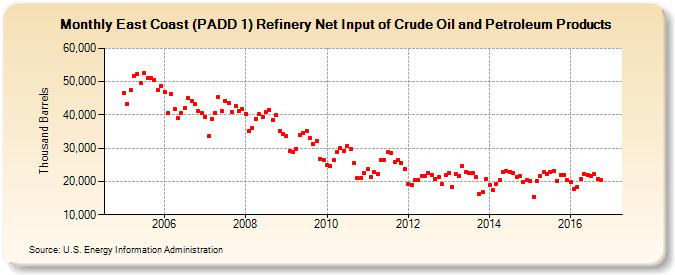 Monthly East Coast (PADD 1) Refinery Net Input of Crude Oil and Petroleum Products
Thousand Barrels
60,000
50,000
40,000
30,000
20,000
10,000
2006 2008 2010 2012 2014 2016
Source: U.S. Energy Information Administration